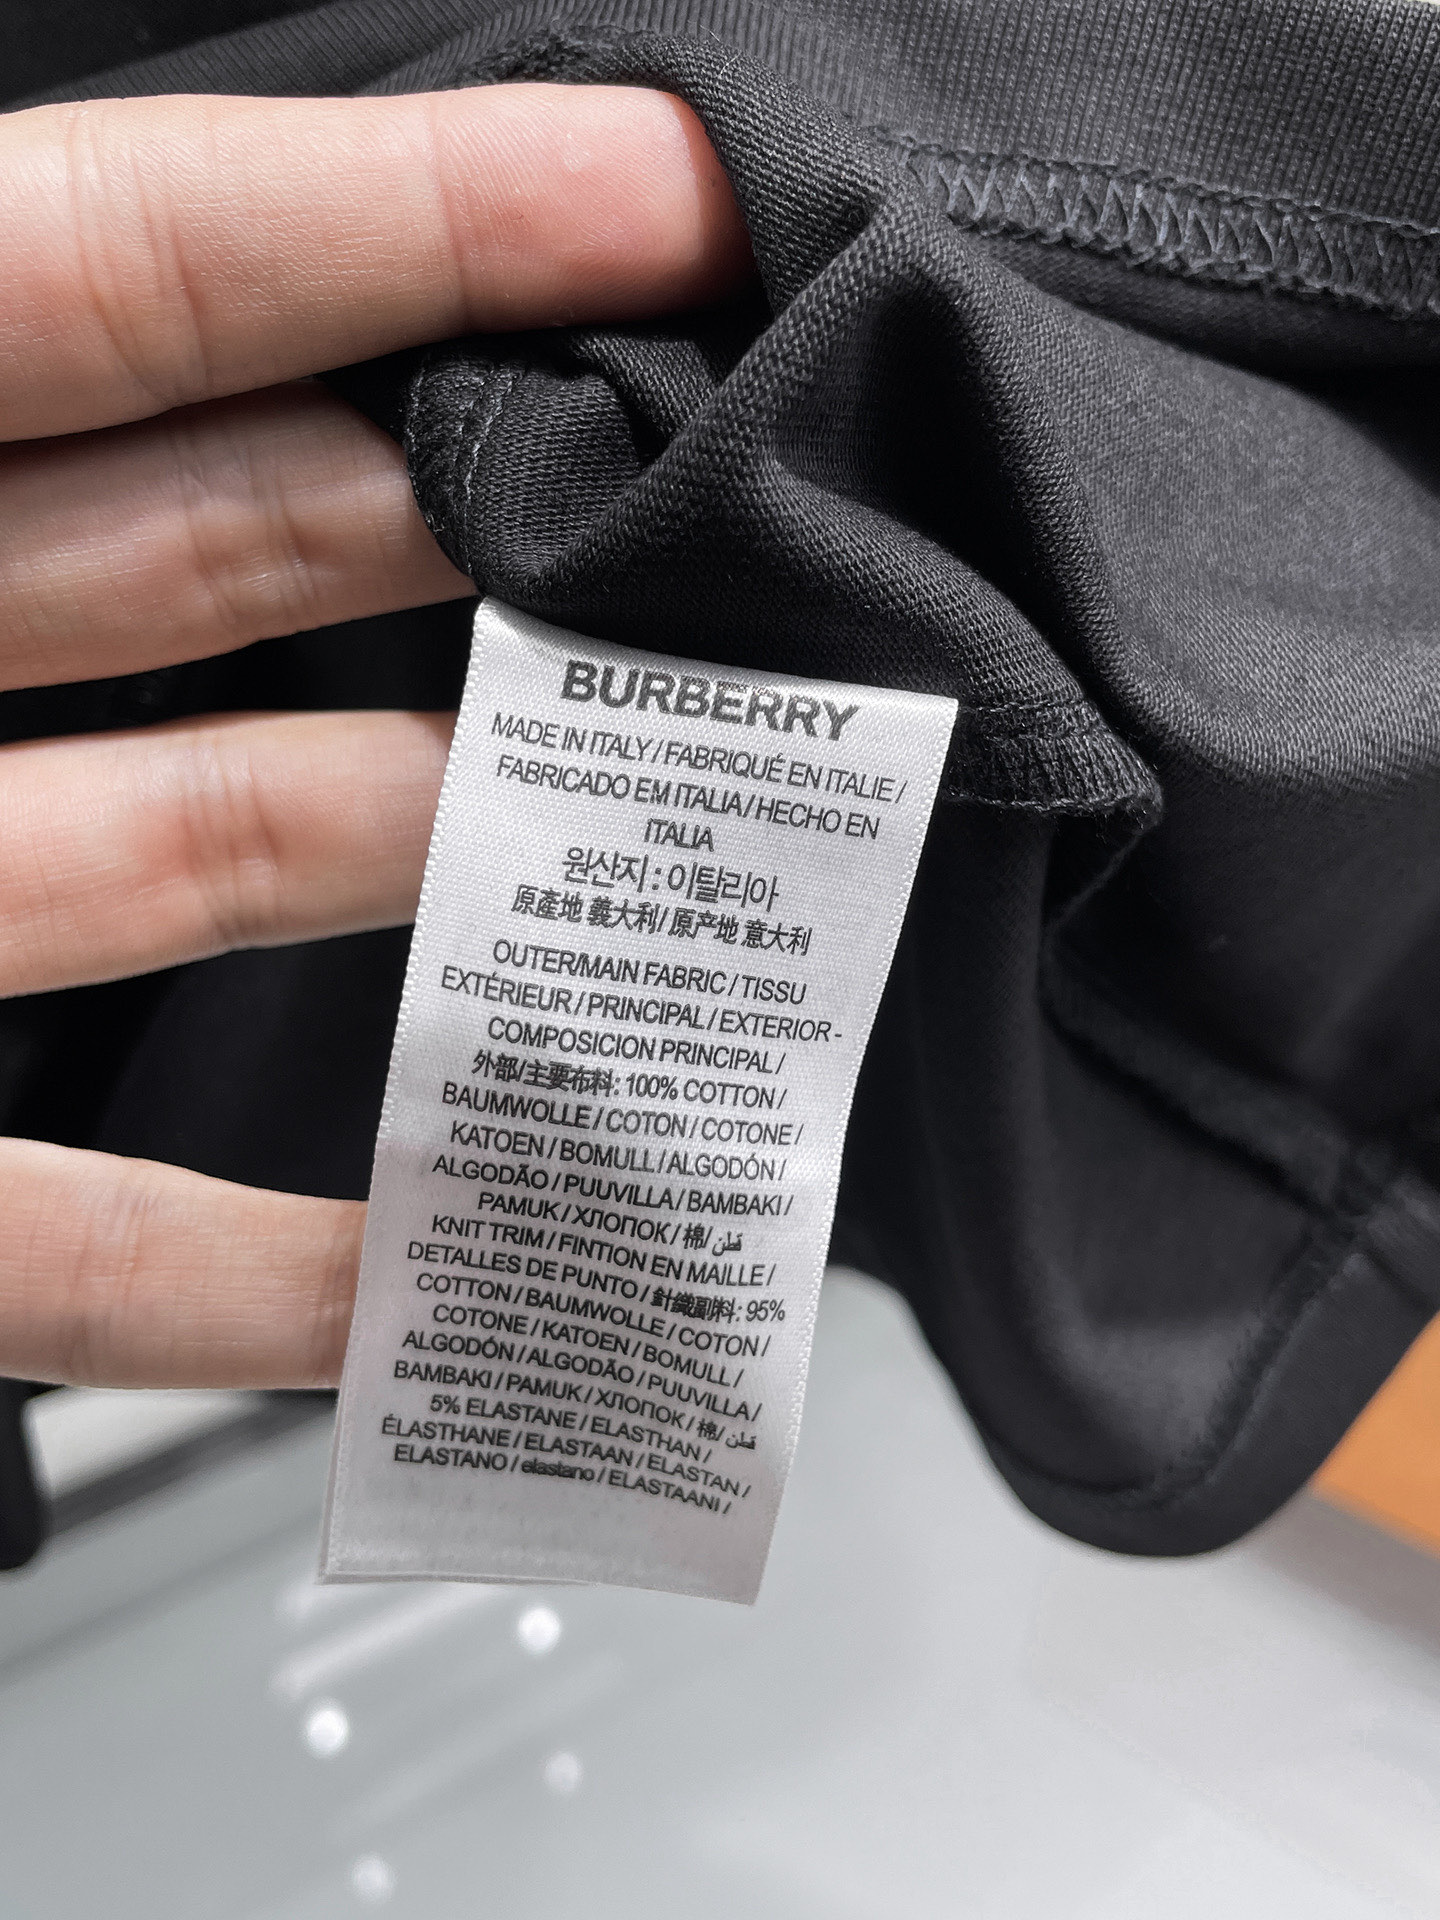 BURBERRY
MADE IN ITALY / FABRIQUÉ EN ITALIE /
FABRICADO EM ITALIA / HECHO EN
ITALIA
원산지 : 이탈리아
原產地 義大利 / 原产地 意大利
OUTER/MAIN FABRIC / TISSU
EXTÉRIEUR / PRINCIPAL / EXTERIOR -
COMPOSICION PRINCIPAL /
外部/主要布料: 100% COTTON /
BAUMWOLLE / COTON / COTONE /
KATOEN / BOMULL / ALGODÓN /
ALGODÃO / PUUVILLA / BAMBAKI /
PAMUK / ХЛОПОК / 棉/ قطن
KNIT TRIM / FINTION EN MAILLE /
DETALLES DE PUNTO / 針織副料: 95%
COTTON / BAUMWOLLE / COTON /
COTONE / KATOEN / BOMULL /
ALGODÓN / ALGODÃO / PUUVILLA /
BAMBAKI / PAMUK / ХЛОПОК / 棉/ قطن
5% ELASTANE / ELASTHAN /
ÉLASTHANE / ELASTAAN / ELASTAN /
ELASTANO / elastano / ELASTAANI /